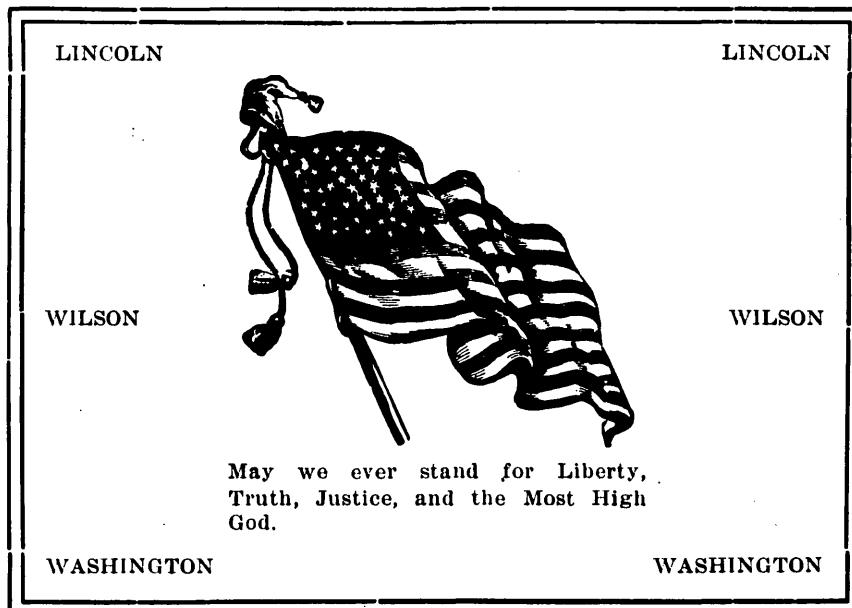 LINCOLN LINCOLN
WILSON WILSON
May we ever stand for Liberty,
Truth, Justice, and the Most High
God.
WASHINGTON WASHINGTON